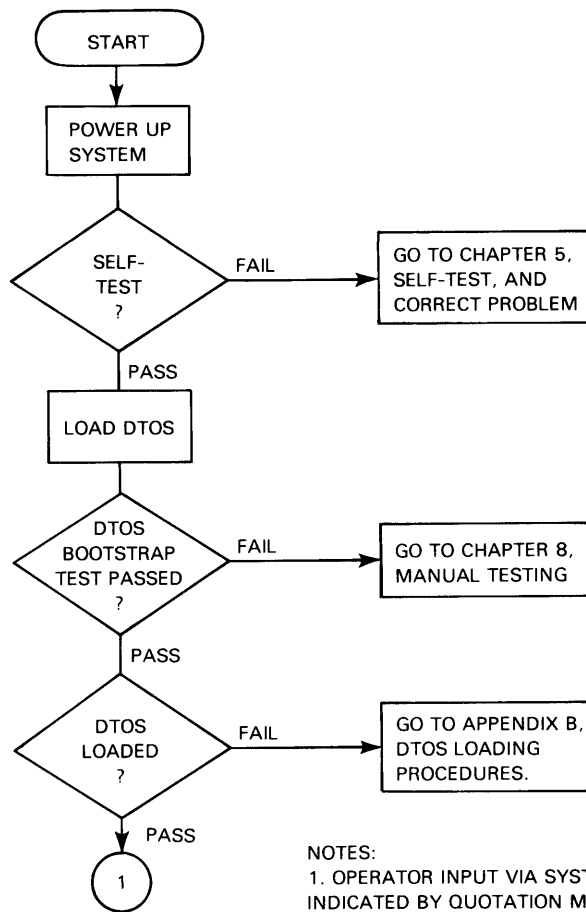 START
POWER UP
SYSTEM
SELF-
TEST
?
FAIL
GO TO CHAPTER 5,
SELF-TEST, AND
CORRECT PROBLEM
PASS
LOAD DTOS
DTOS
BOOTSTRAP
TEST PASSED
?
FAIL
GO TO CHAPTER 8,
MANUAL TESTING
PASS
DTOS
LOADED
?
FAIL
GO TO APPENDIX B,
DTOS LOADING
PROCEDURES.
PASS
1
NOTES:
1. OPERATOR INPUT VIA
INDICATED BY QUOTATION